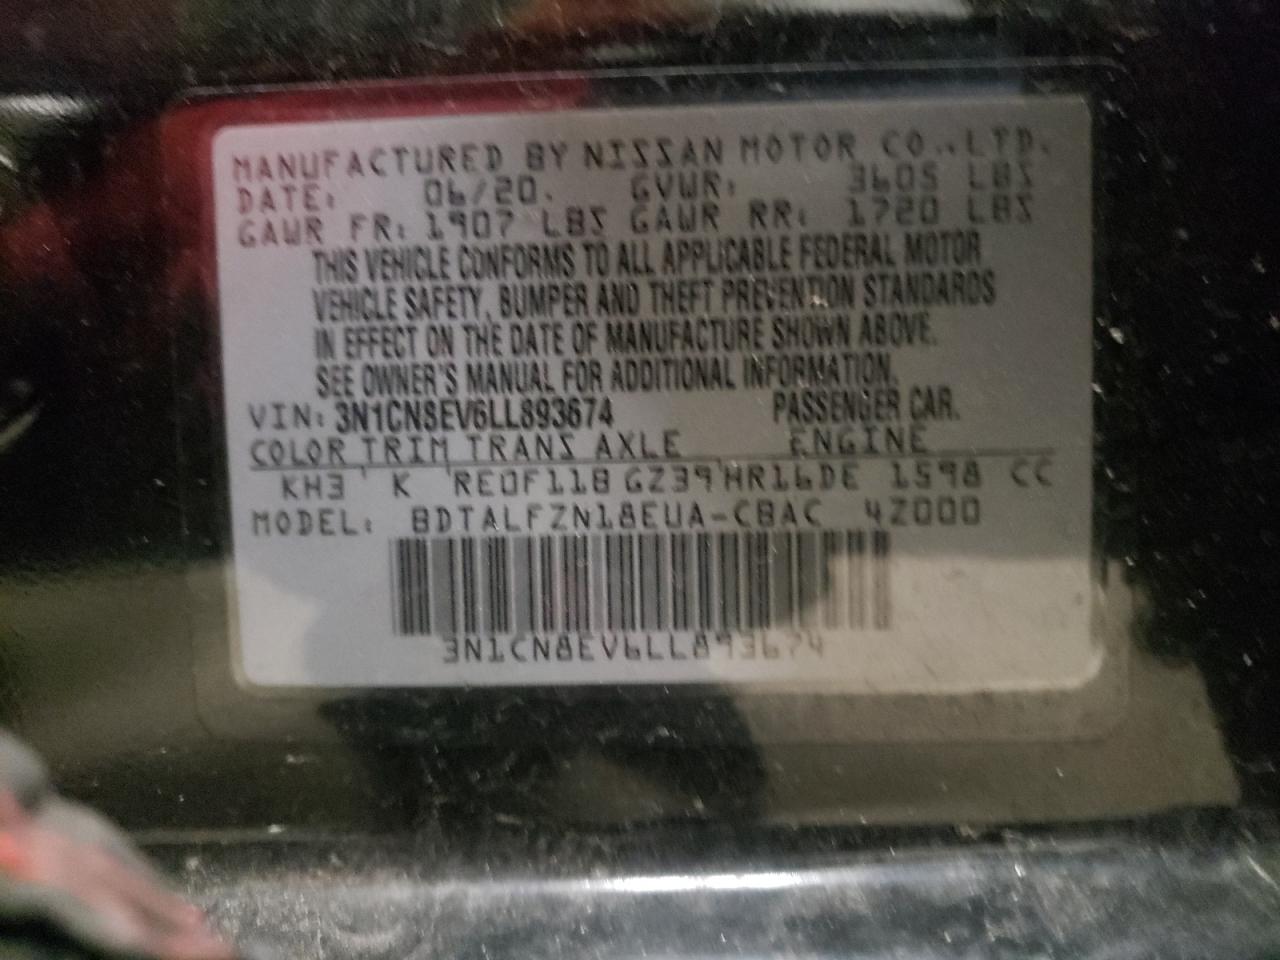 MANUFACTURED BY NISSAN MOTOR CO.,LTD.
DATE: 06/20. GVWR: 3605 LBS
GAWR FR: 1907 LBS GAWR RR: 1720 LBS
THIS VEHICLE CONFORMS TO ALL APPLICABLE FEDERAL MOTOR
VEHICLE SAFETY, BUMPER AND THEFT PREVENTION STANDARDS
IN EFFECT ON THE DATE OF MANUFACTURE SHOWN ABOVE.
SEE OWNER'S MANUAL FOR ADDITIONAL INFORMATION.
VIN: 3N1CN8EV6LL893674 PASSENGER CAR.
COLOR TRIM TRANS AXLE ENGINE
KH3 K RE0F11B GZ39 HR16DE 1598 CC
MODEL: BDTALFZN18EUA-CBAC 4Z000
3N1CN8EV6LL893674